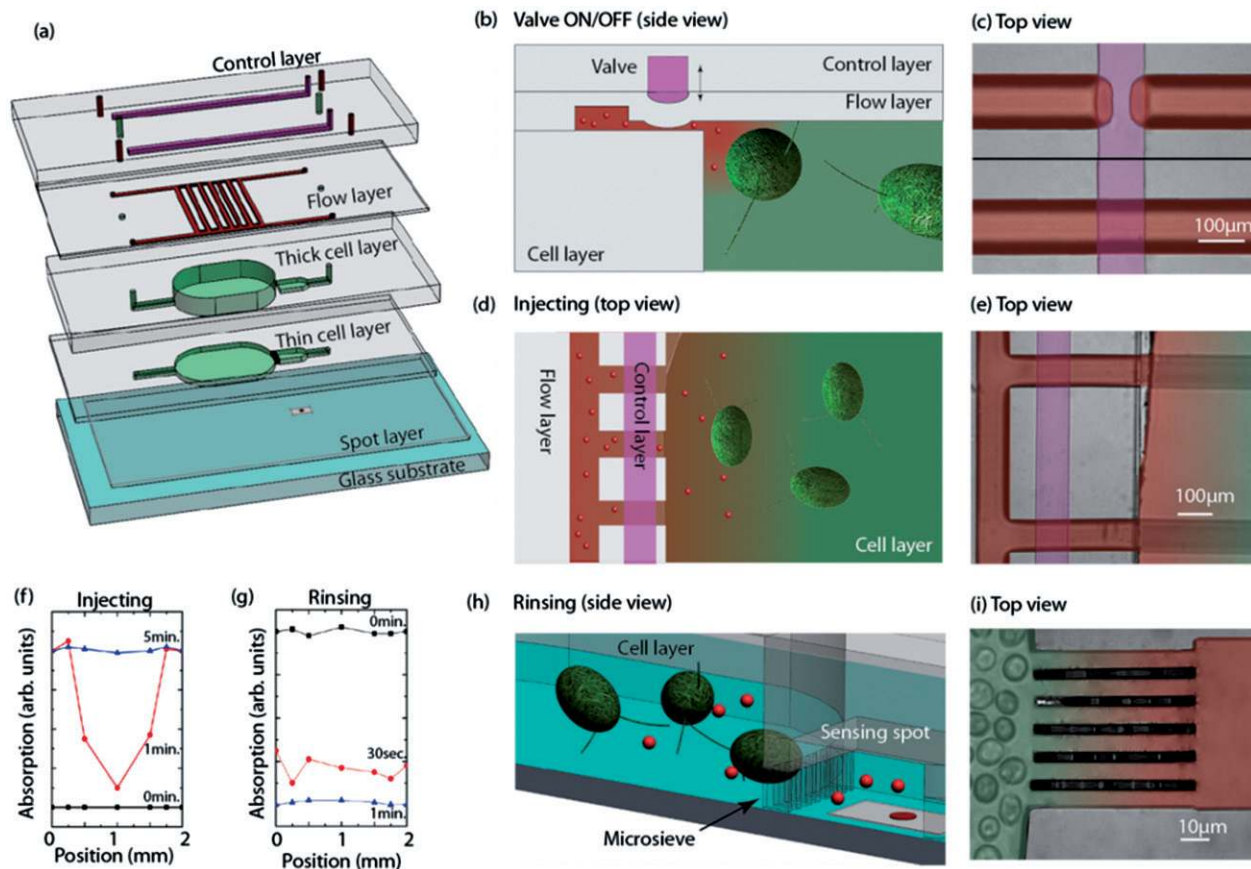 (a)
Control layer
Flow layer
Thick cell layer
Thin cell layer
Spot layer
Glass substrate
(b) Valve ON/OFF (side view)
Valve
Control layer
Flow layer
Cell layer
(c) Top view
100μm
(d) Injecting (top view)
Flow layer
Control layer
Cell layer
(e) Top view
100μm
(f) Injecting
Absorption (arb. units)
5min.
1min.
0min.
0 1 2
Position (mm)
(g) Rinsing
Absorption (arb. units)
0min.
30sec.
1min.
0 1 2
Position (mm)
(h) Rinsing (side view)
Cell layer
Sensing spot
Microsieve
(i) Top view
10μm